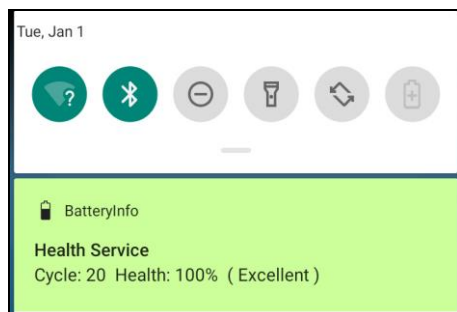 Tue, Jan 1
?
BatteryInfo
Health Service
Cycle: 20 Health: 100% ( Excellent )